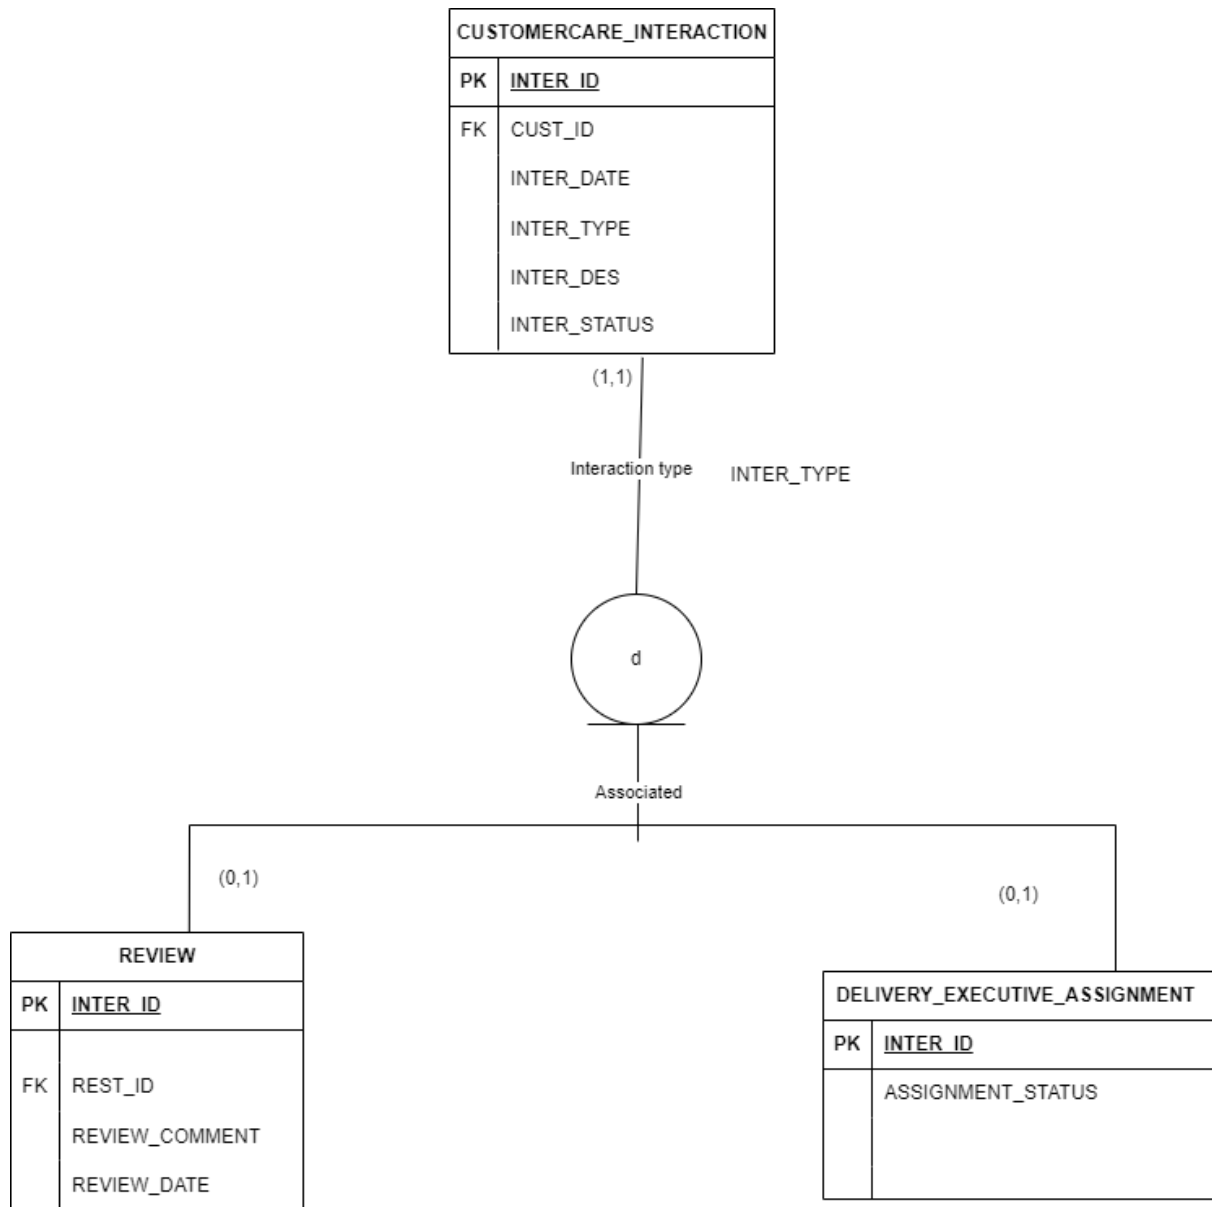 CUSTOMERCARE_INTERACTION
PK INTER_ID
FK CUST_ID
INTER_DATE
INTER_TYPE
INTER_DES
INTER_STATUS
(1,1)
Interaction type INTER_TYPE
d
Associated
(0,1)
(0,1)
REVIEW
PK INTER_ID
FK REST_ID
REVIEW_COMMENT
REVIEW_DATE
DELIVERY_EXECUTIVE_ASSIGNMENT
PK INTER_ID
ASSIGNMENT_STATUS